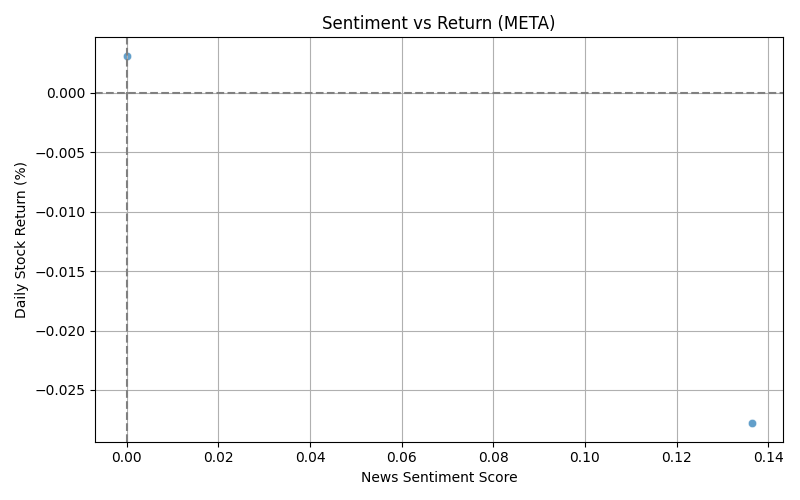 Sentiment vs Return (META)
Daily Stock Return (%)
0.000
−0.005
−0.010
−0.015
−0.020
−0.025
0.00 0.02 0.04 0.06 0.08 0.10 0.12 0.14
News Sentiment Score